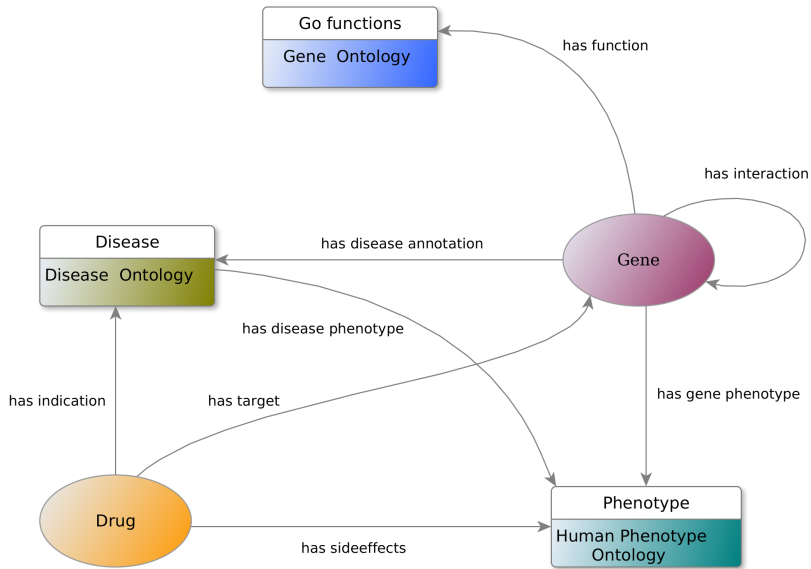 Go functions
Gene Ontology
has function
has interaction
Disease
Disease Ontology
has disease annotation
Gene
has disease phenotype
has indication
has target
has gene phenotype
Drug
has sideeffects
Phenotype
Human Phenotype
Ontology